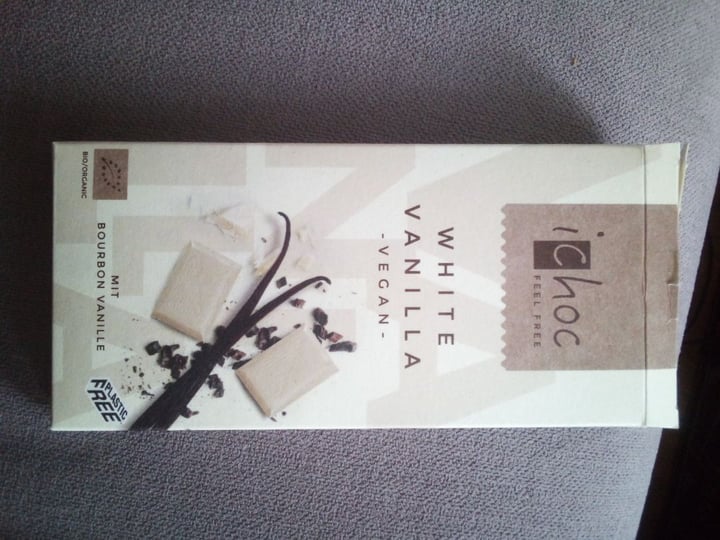 ichoc
FEEL FREE
WHITE
VANILLA
-VEGAN-
MIT
BOURBON VANILLE
BIO/ORGANIC
PLASTIC
FREE